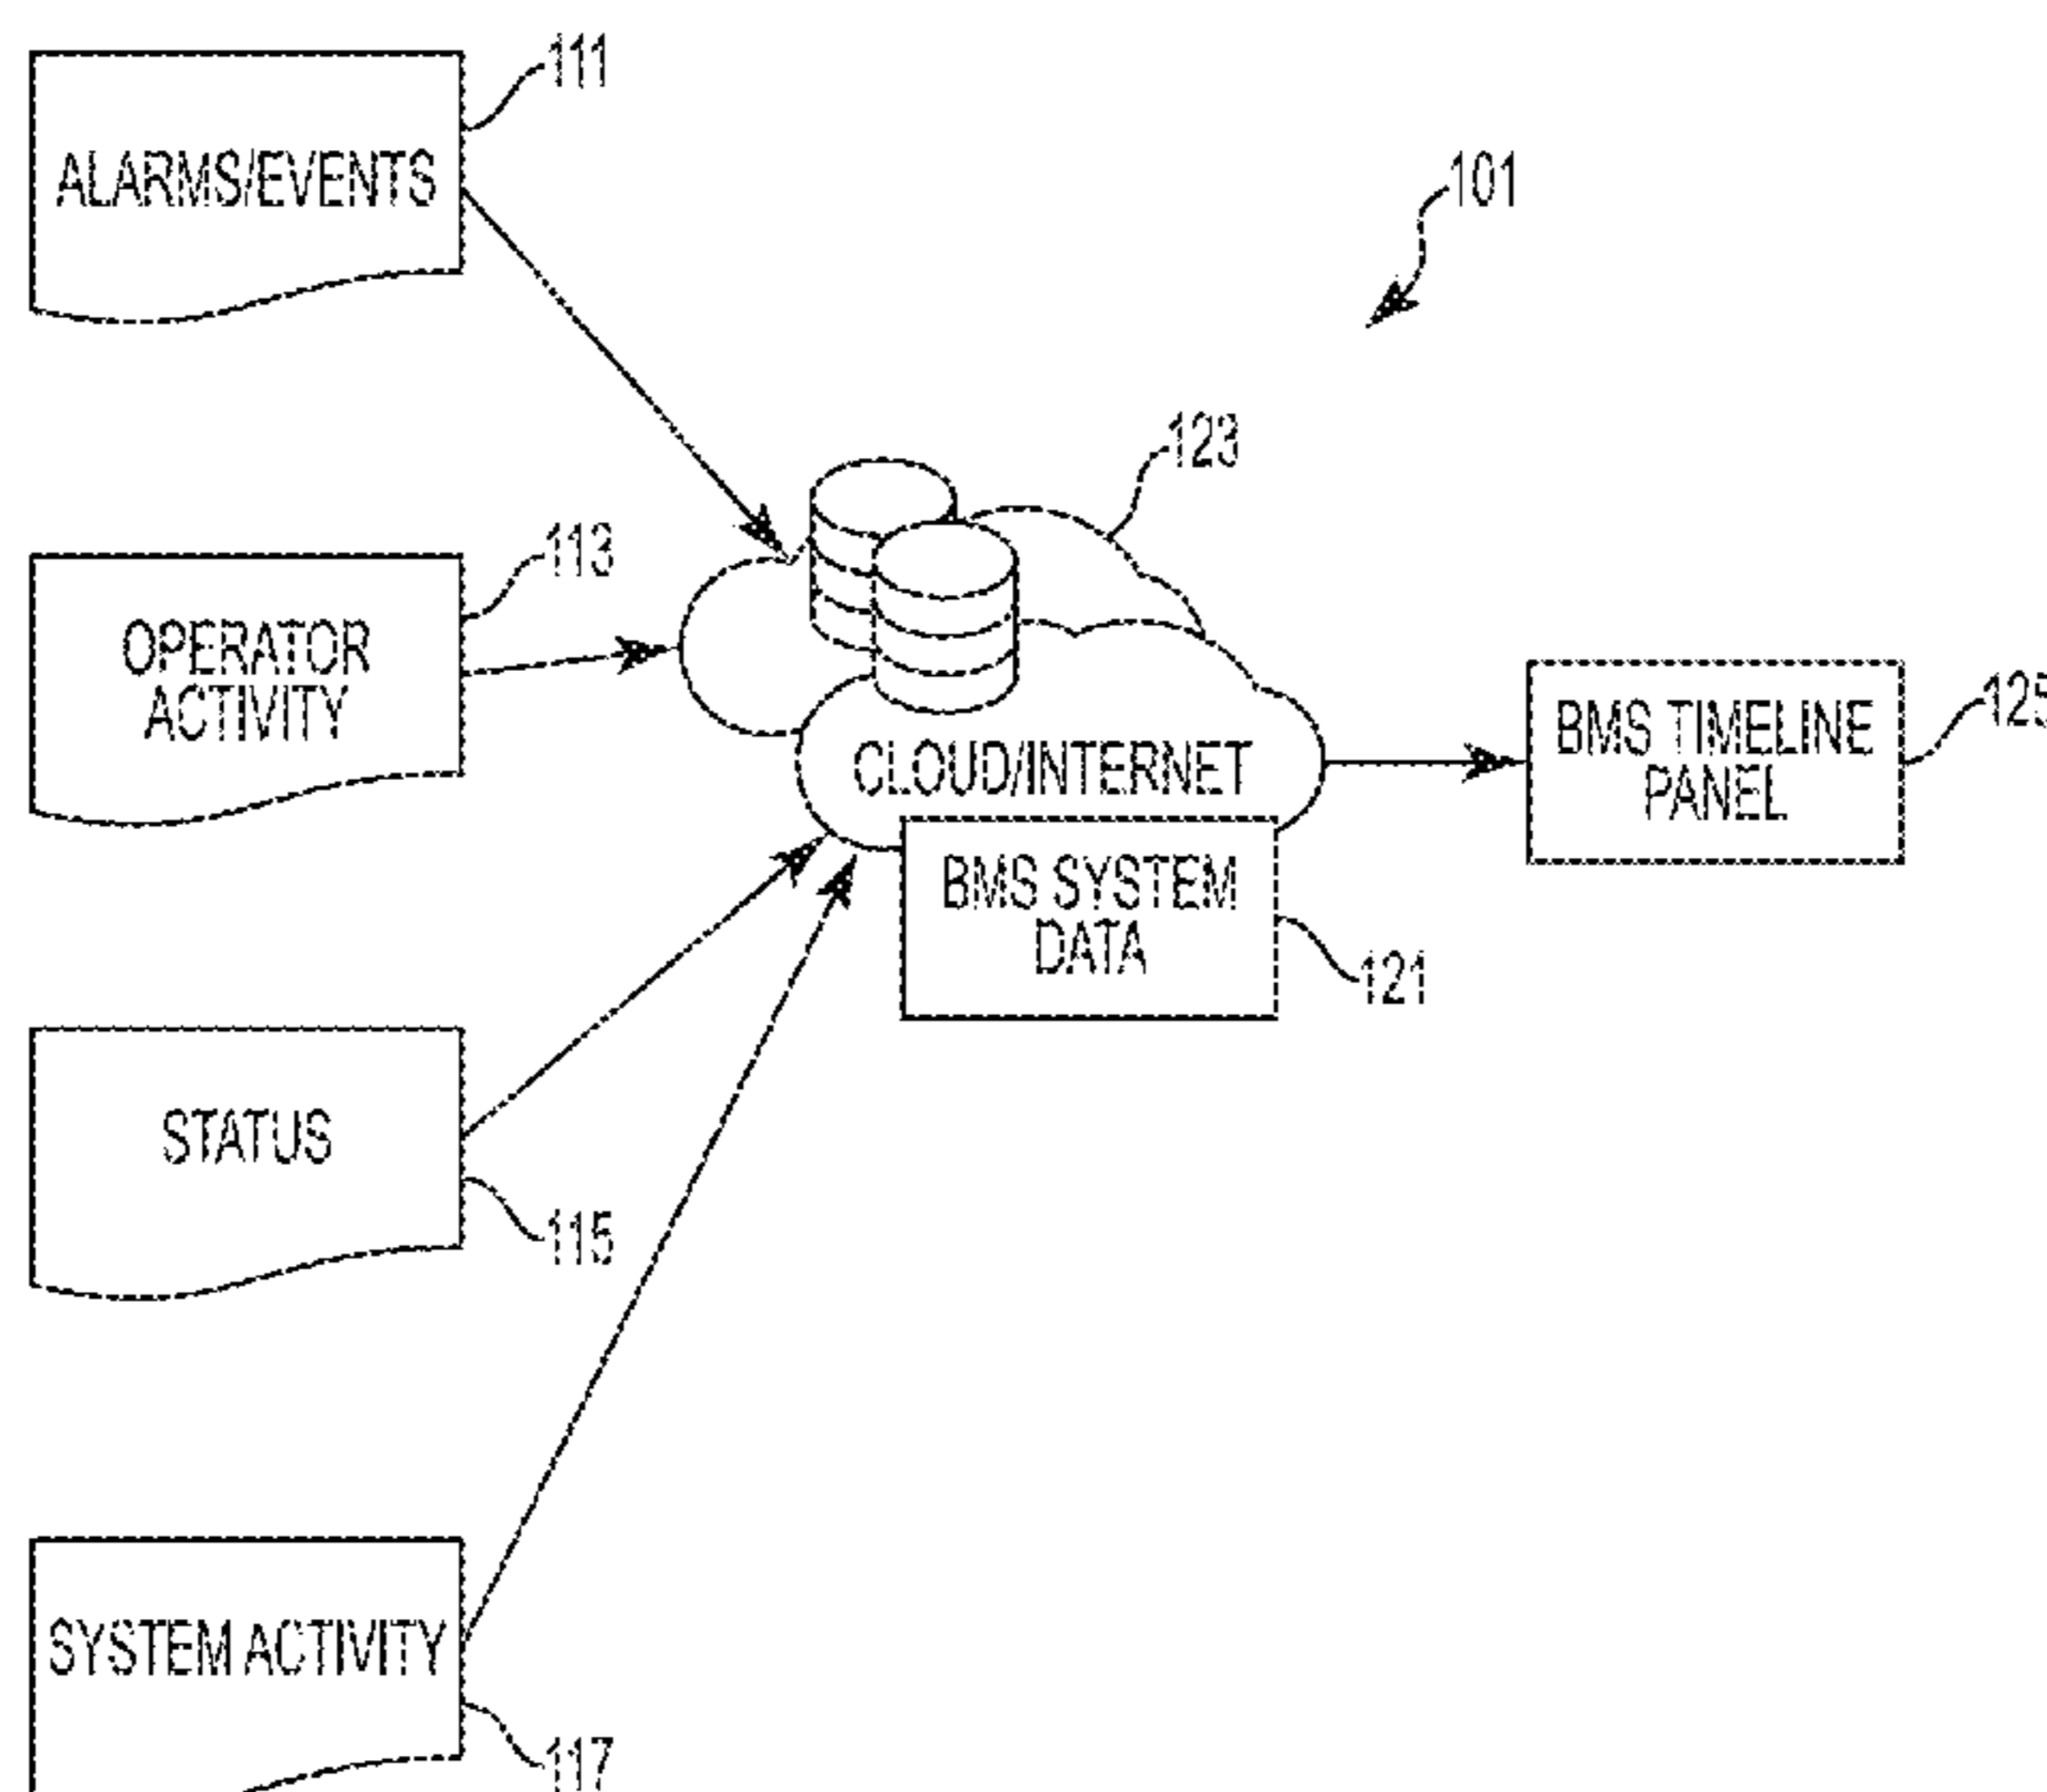 111
ALARMS/EVENTS
101
123
113
OPERATOR
ACTIVITY
125
BMS TIMELINE
PANEL
CLOUD/INTERNET
BMS SYSTEM
DATA
121
STATUS
115
SYSTEM ACTIVITY
117